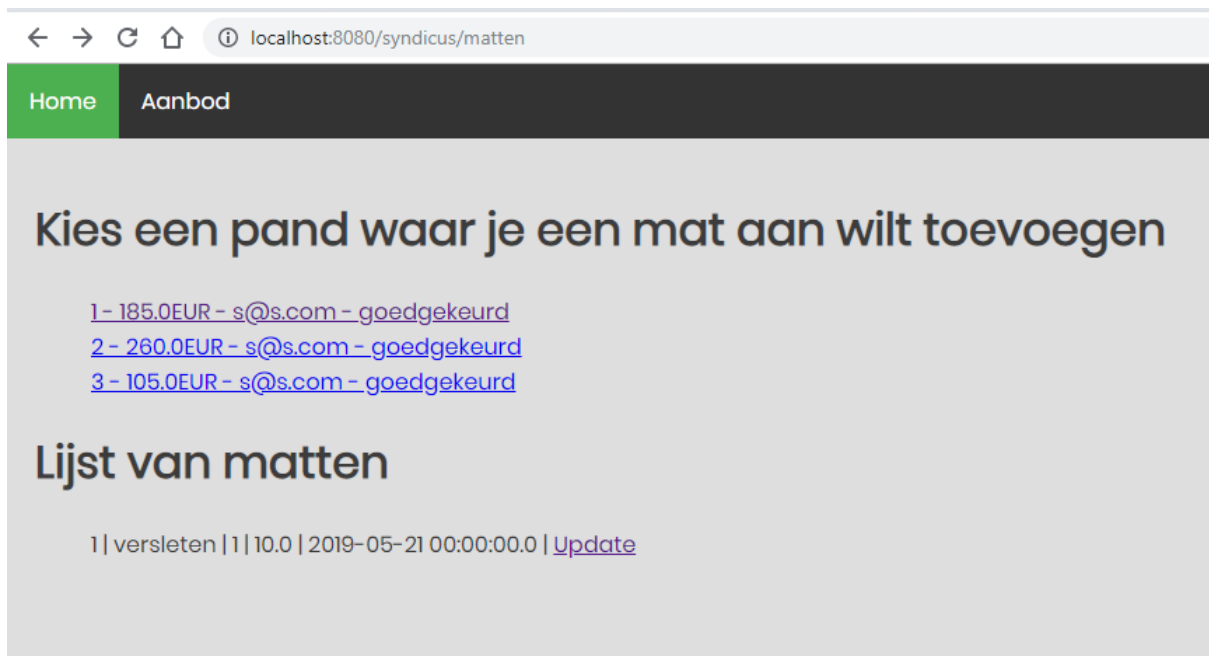 localhost:8080/syndicus/matten
Home Aanbod
Kies een pand waar je een mat aan wilt toevoegen
1 - 185.0EUR - s@s.com - goedgekeurd
2 - 260.0EUR - s@s.com - goedgekeurd
3 - 105.0EUR - s@s.com - goedgekeurd
Lijst van matten
1 | versleten | 1 | 10.0 | 2019-05-21 00:00:00.0 | Update